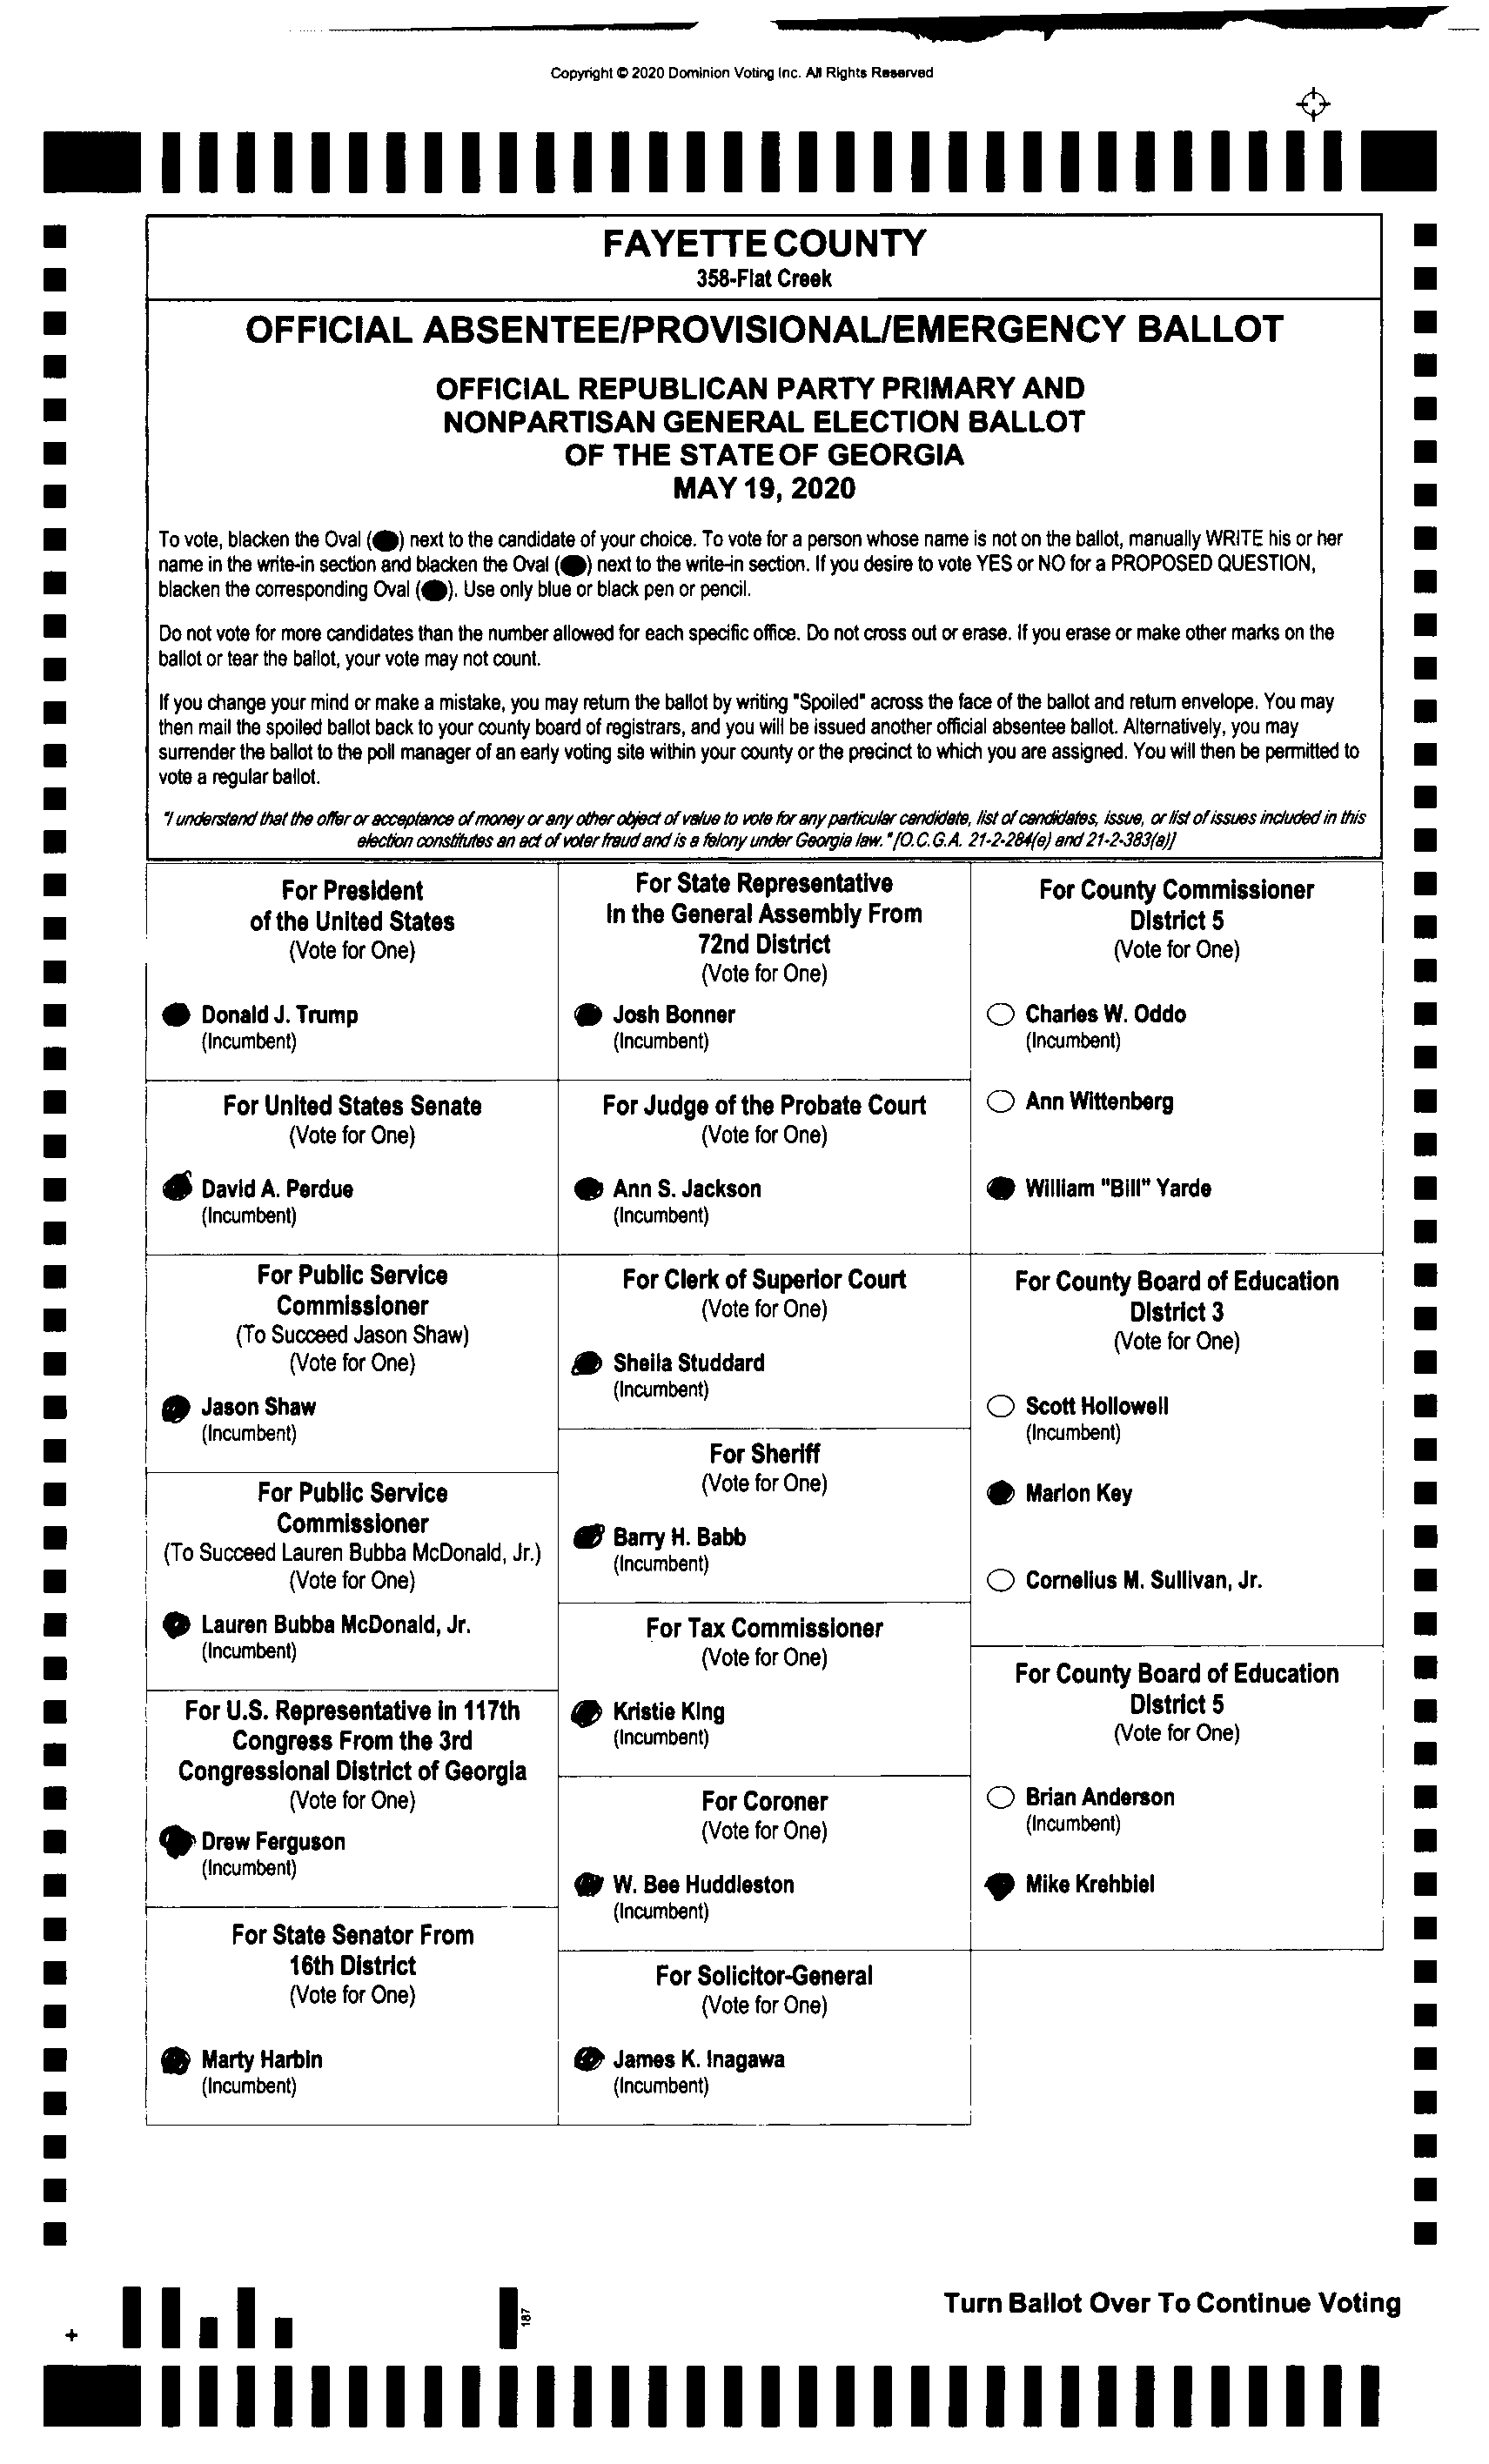 Copyright © 2020 Dominion Voting Inc. All Rights Reserved
FAYETTE COUNTY
358-Flat Creek
OFFICIAL ABSENTEE/PROVISIONAL/EMERGENCY BALLOT
OFFICIAL REPUBLICAN PARTY PRIMARY AND
NONPARTISAN GENERAL ELECTION BALLOT
OF THE STATE OF GEORGIA
MAY 19, 2020
To vote, blacken the Oval ( ) next to the candidate of your choice. To vote for a person whose name is not on the ballot, manually WRITE his or her
name in the write-in section and blacken the Oval ( ) next to the write-in section. If you desire to vote YES or NO for a PROPOSED QUESTION,
blacken the corresponding Oval ( ). Use only blue or black pen or pencil.
Do not vote for more candidates than the number allowed for each specific office. Do not cross out or erase. If you erase or make other marks on the
ballot or tear the ballot, your vote may not count.
If you change your mind or make a mistake, you may return the ballot by writing "Spoiled" across the face of the ballot and return envelope. You may
then mail the spoiled ballot back to your county board of registrars, and you will be issued another official absentee ballot. Alternatively, you may
surrender the ballot to the poll manager of an early voting site within your county or the precinct to which you are assigned. You will then be permitted to
vote a regular ballot.
"I understand that the offer or acceptance of money or any other object of value to vote for any particular candidate, list of candidates, issue, or list of issues included in this
election constitutes an act of voter fraud and is a felony under Georgia law." [O.C.G.A. 21-2-284(e) and 21-2-383(a)]
For President
of the United States
(Vote for One)
Donald J. Trump
(Incumbent)
For United States Senate
(Vote for One)
David A. Perdue
(Incumbent)
For Public Service
Commissioner
(To Succeed Jason Shaw)
(Vote for One)
Jason Shaw
(Incumbent)
For Public Service
Commissioner
(To Succeed Lauren Bubba McDonald, Jr.)
(Vote for One)
Lauren Bubba McDonald, Jr.
(Incumbent)
For U.S. Representative in 117th
Congress From the 3rd
Congressional District of Georgia
(Vote for One)
Drew Ferguson
(Incumbent)
For State Senator From
16th District
(Vote for One)
Marty Harbin
(Incumbent)
For State Representative
In the General Assembly From
72nd District
(Vote for One)
Josh Bonner
(Incumbent)
For Judge of the Probate Court
(Vote for One)
Ann S. Jackson
(Incumbent)
For Clerk of Superior Court
(Vote for One)
Sheila Studdard
(Incumbent)
For Sheriff
(Vote for One)
Barry H. Babb
(Incumbent)
For Tax Commissioner
(Vote for One)
Kristie King
(Incumbent)
For Coroner
(Vote for One)
W. Bee Huddleston
(Incumbent)
For Solicitor-General
(Vote for One)
James K. Inagawa
(Incumbent)
For County Commissioner
District 5
(Vote for One)
Charles W. Oddo
(Incumbent)
Ann Wittenberg
William "Bill" Yarde
For County Board of Education
District 3
(Vote for One)
Scott Hollowell
(Incumbent)
Marion Key
Cornelius M. Sullivan, Jr.
For County Board of Education
District 5
(Vote for One)
Brian Anderson
(Incumbent)
Mike Krehbiel
187
Turn Ballot Over To Continue Voting